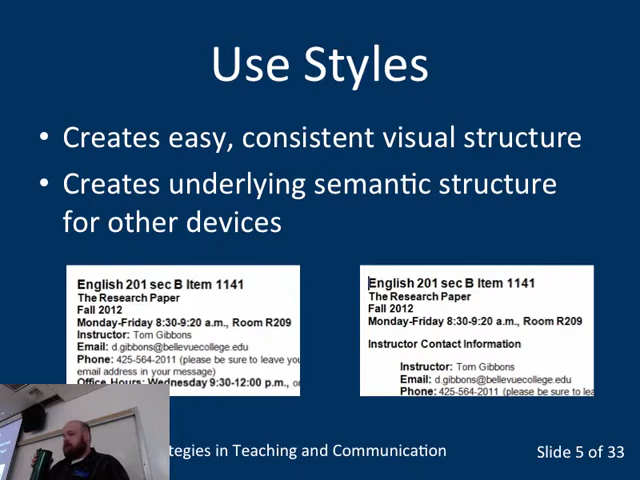 Use Styles
• Creates easy, consistent visual structure
• Creates underlying semantic structure
for other devices
English 201 sec B Item 1141
The Research Paper
Fall 2012
Monday-Friday 8:30-9:20 a.m., Room R209
Instructor: Tom Gibbons
Email: d.gibbons@bellevuecollege.edu
Phone: 425-564-2011 (please be sure to leave you
email address in your message)
Office Hours: Wednesday 9:30-12:00 p.m.,
English 201 sec B Item 1141
The Research Paper
Fall 2012
Monday-Friday 8:30-9:20 a.m., Room R209
Instructor Contact Information
Instructor: Tom Gibbons
Email: d.gibbons@bellevuecollege.edu
Phone: 425-564-2011 (please be sure to lea
tegies in Teaching and Communication
Slide 5 of 33